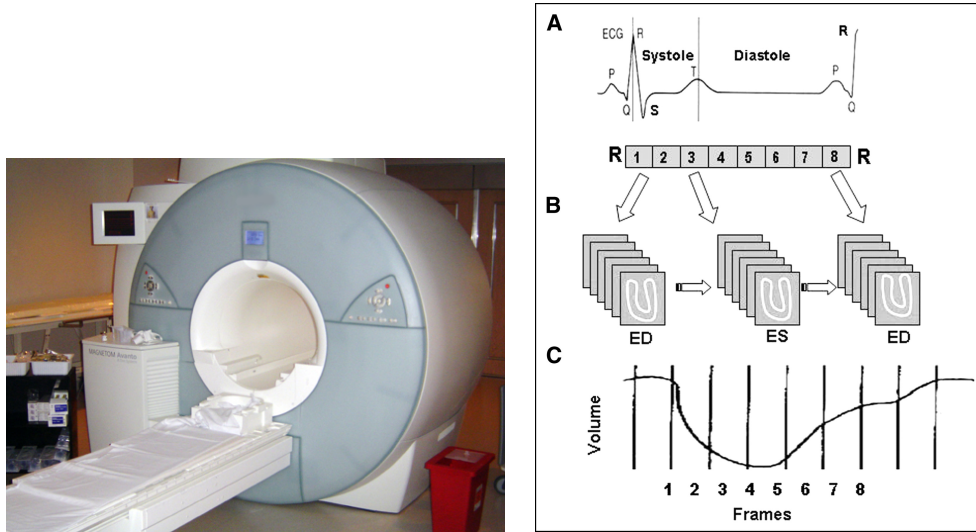 MAGNETOM Avanto
A
ECG
R
R
Systole
Diastole
P
T
P
Q
S
Q
R 1 2 3 4 5 6 7 8 R
B
ED
ES
ED
C
Volume
1 2 3 4 5 6 7 8
Frames